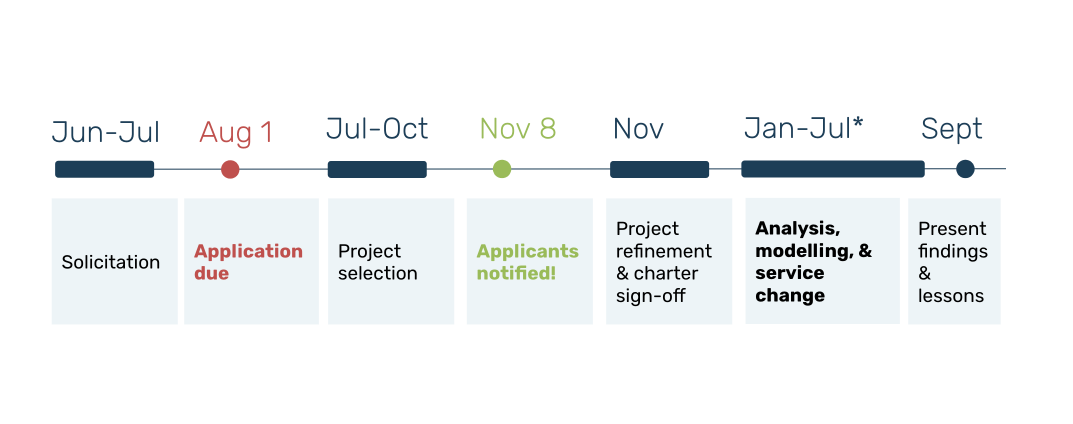 Jun-Jul
Aug 1
Jul-Oct
Nov 8
Nov
Jan-Jul*
Sept
Solicitation
Application
due
Project
selection
Applicants
notified!
Project
refinement
& charter
sign-off
Analysis,
modelling, &
service
change
Present
findings
&
lessons